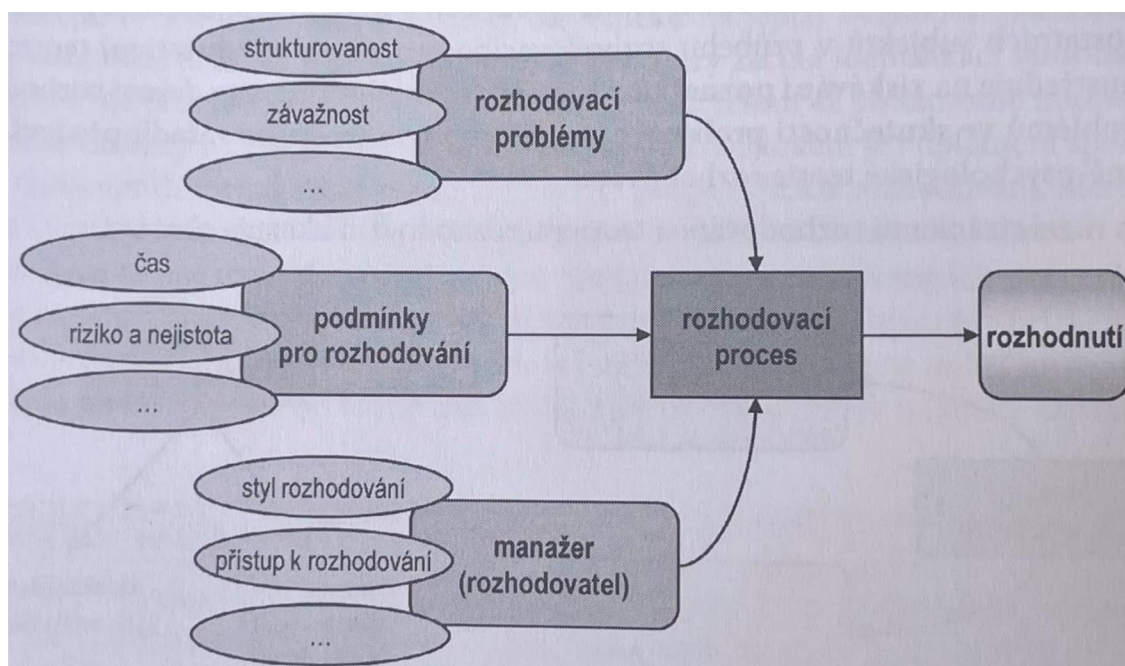 strukturovanost
závažnost
...
rozhodovací
problémy
čas
riziko a nejistota
...
podmínky
pro rozhodování
rozhodovací
proces
rozhodnutí
styl rozhodování
přístup k rozhodování
...
manažer
(rozhodovatel)